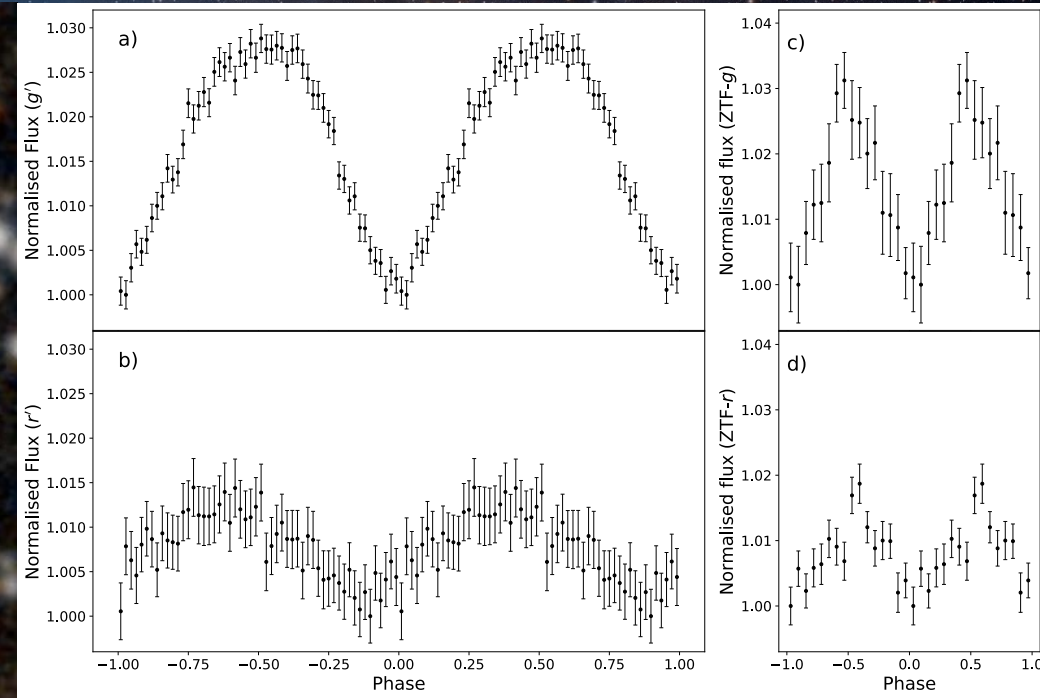 a)
Normalised Flux (g′)
1.030
1.025
1.020
1.015
1.010
1.005
1.000
c)
Normalised flux (ZTF-g)
1.04
1.03
1.02
1.01
1.00
b)
Normalised Flux (r′)
1.030
1.025
1.020
1.015
1.010
1.005
1.000
−1.00 −0.75 −0.50 −0.25 0.00 0.25 0.50 0.75 1.00
Phase
d)
Normalised flux (ZTF-r)
1.04
1.03
1.02
1.01
1.00
−1.0 −0.5 0.0 0.5 1.0
Phase